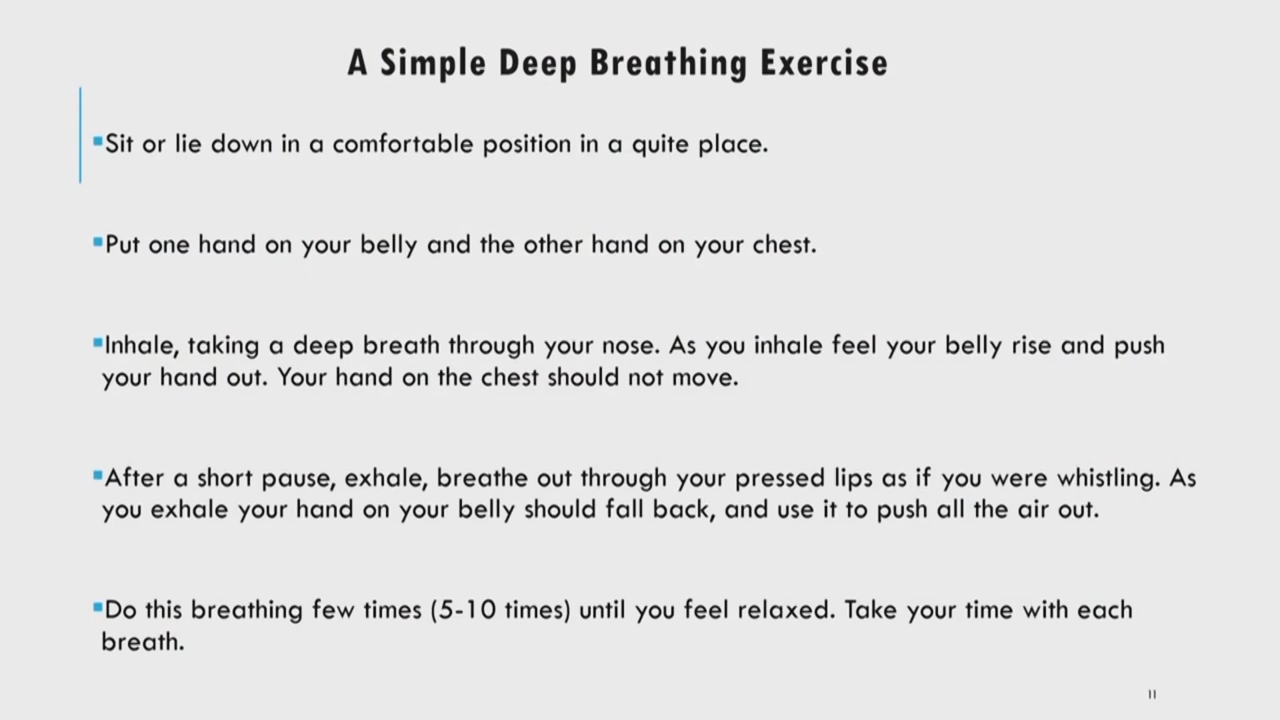 A Simple Deep Breathing Exercise
▪Sit or lie down in a comfortable position in a quite place.
▪Put one hand on your belly and the other hand on your chest.
▪Inhale, taking a deep breath through your nose. As you inhale feel your belly rise and push
your hand out. Your hand on the chest should not move.
▪After a short pause, exhale, breathe out through your pressed lips as if you were whistling. As
you exhale your hand on your belly should fall back, and use it to push all the air out.
▪Do this breathing few times (5-10 times) until you feel relaxed. Take your time with each
breath.
11